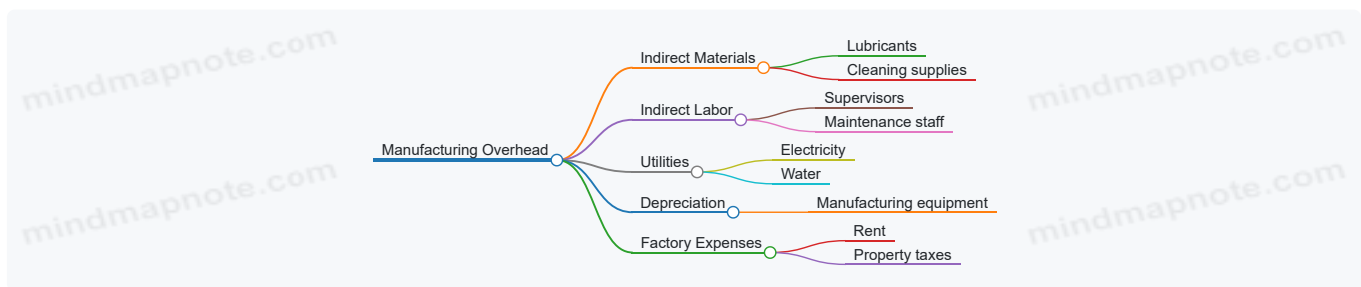 mindmapnote.com
mindmapnote.com
Manufacturing Overhead
Indirect Materials
Lubricants
Cleaning supplies
Indirect Labor
Supervisors
Maintenance staff
Utilities
Electricity
Water
Depreciation
Manufacturing equipment
Factory Expenses
Rent
Property taxes
mindmapnote.com
mindmapnote.com